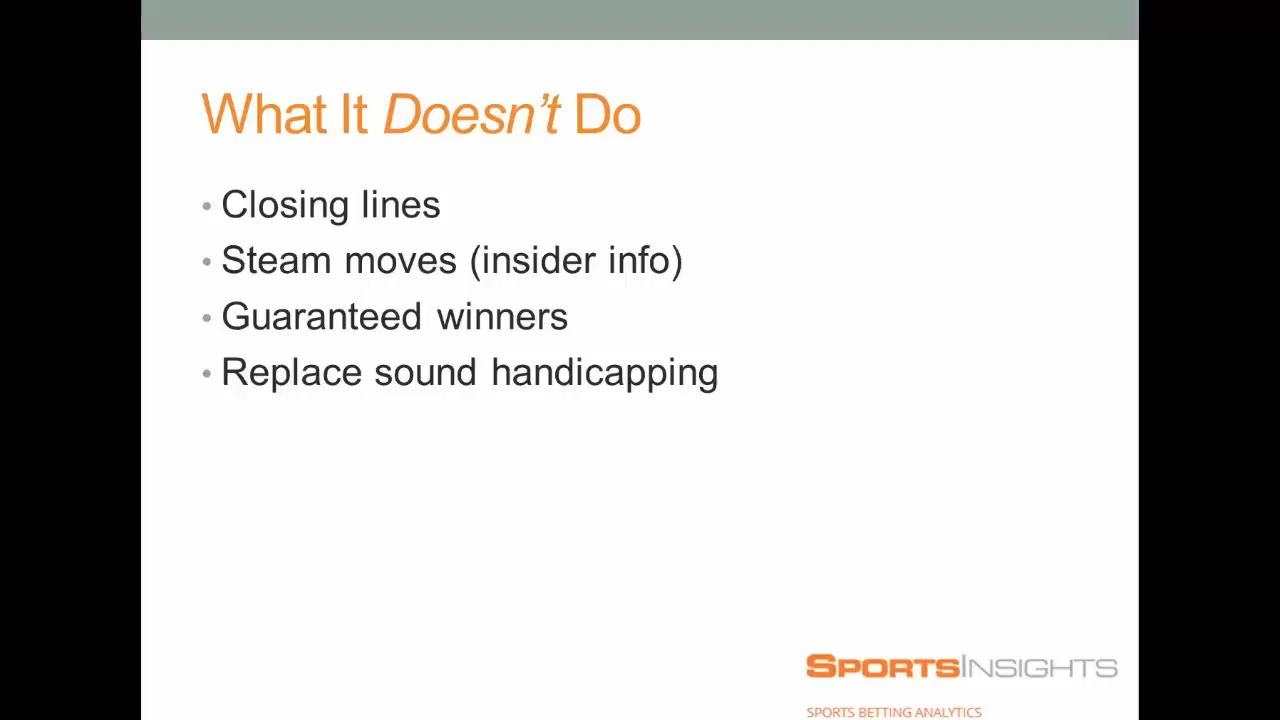 What It Doesn't Do
• Closing lines
• Steam moves (insider info)
• Guaranteed winners
• Replace sound handicapping
SPORTSINSIGHTS
SPORTS BETTING ANALYTICS